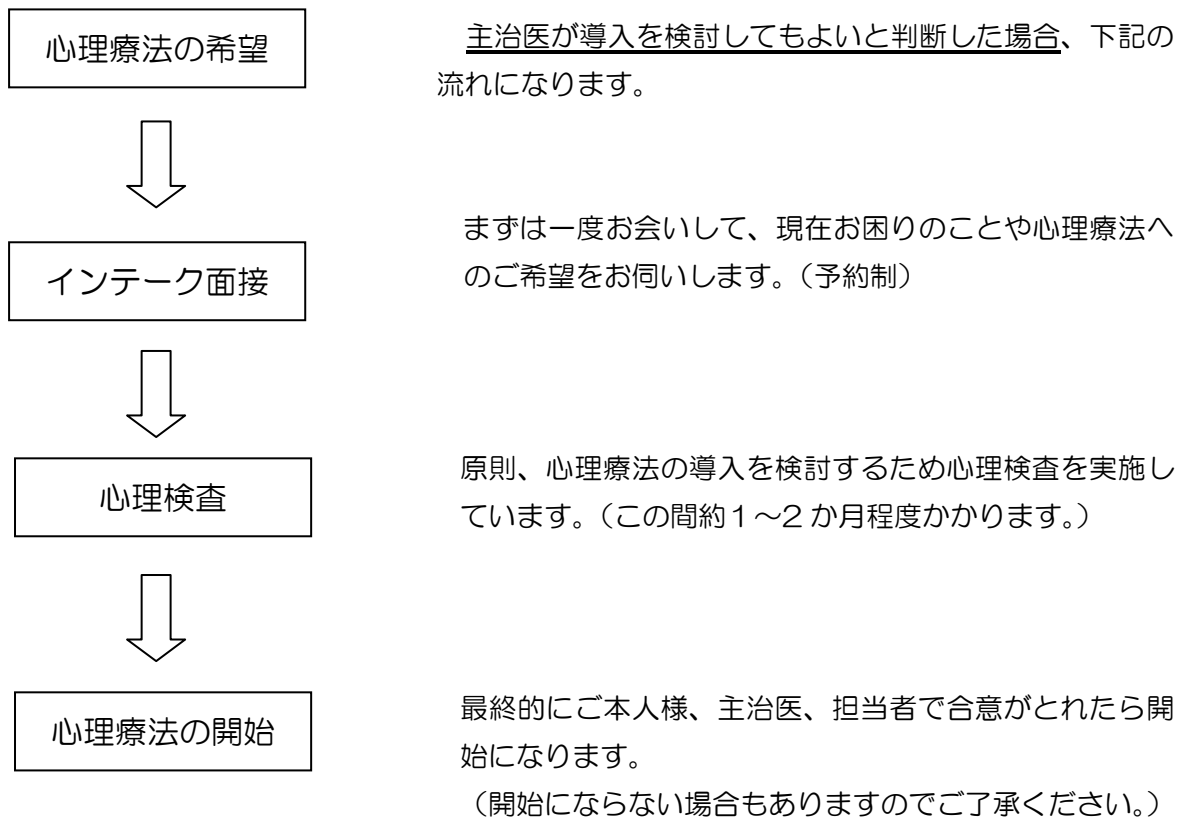 心理療法の希望
主治医が導入を検討してもよいと判断した場合、下記の
流れになります。
インテーク面接
まずは一度お会いして、現在お困りのことや心理療法へ
のご希望をお伺いします。（予約制）
心理検査
原則、心理療法の導入を検討するため心理検査を実施し
ています。（この間約１～2 か月程度かかります。）
心理療法の開始
最終的にご本人様、主治医、担当者で合意がとれたら開
始になります。
（開始にならない場合もありますのでご了承ください。）